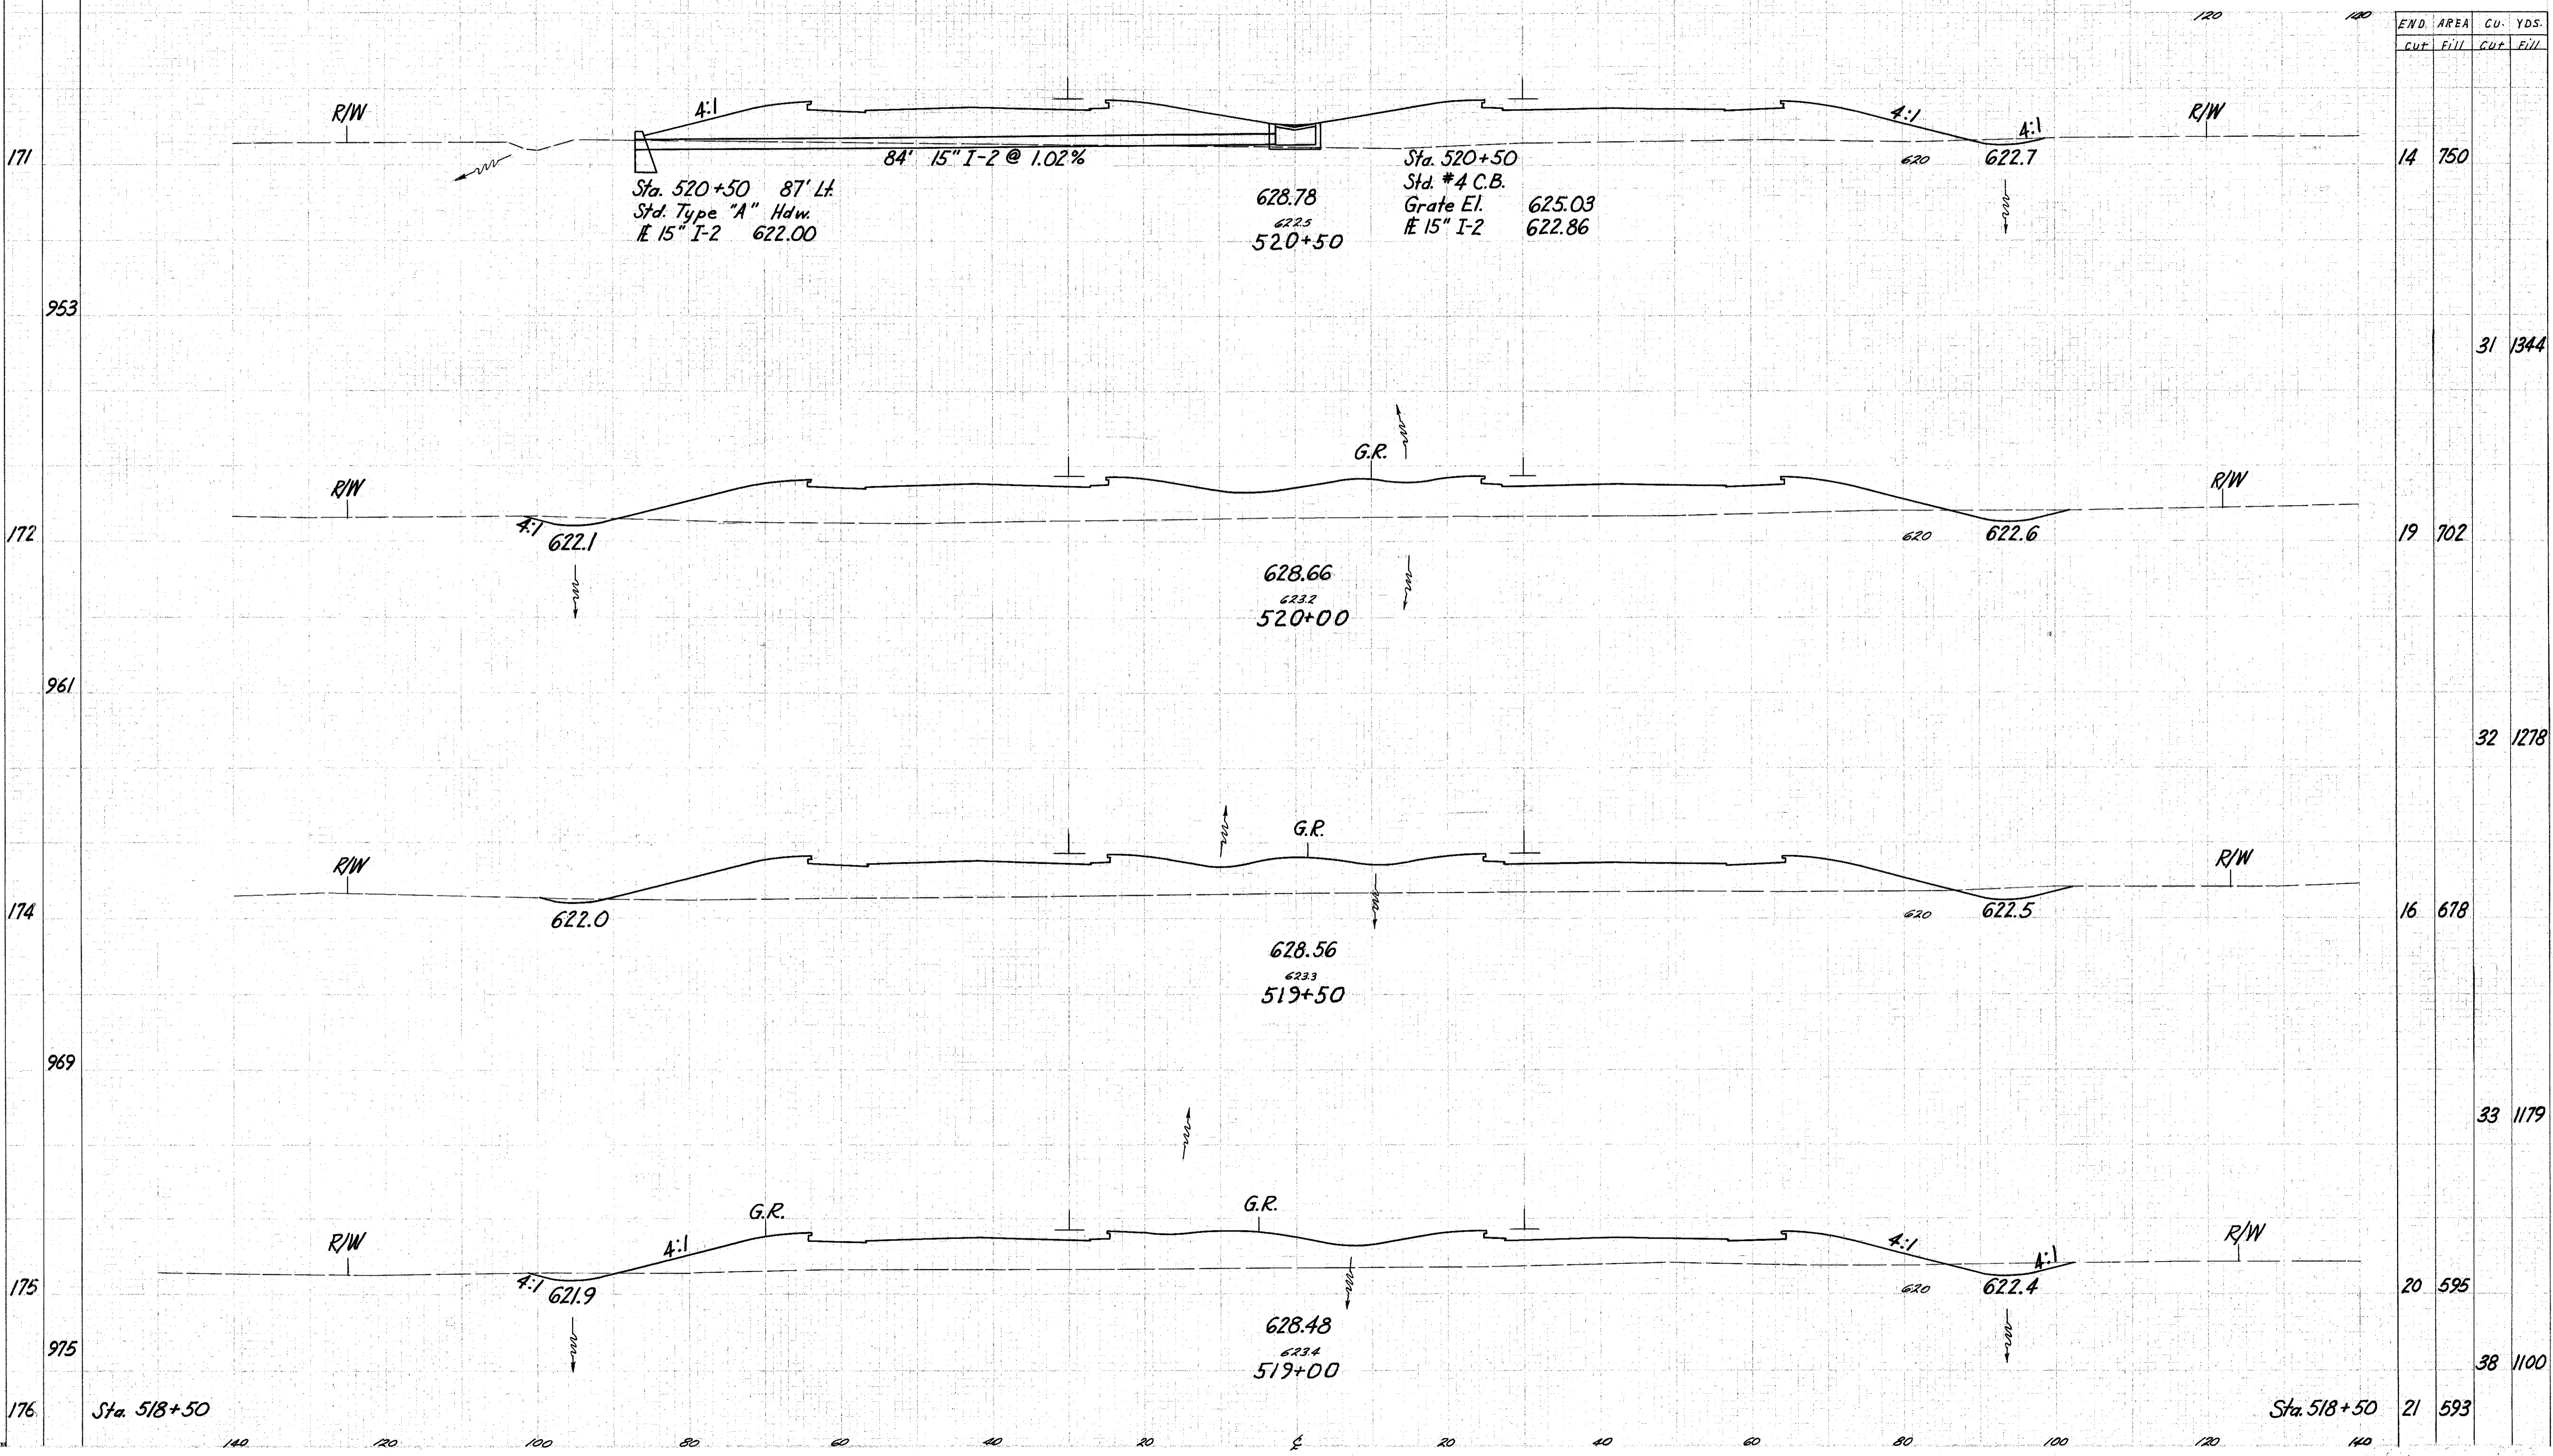 120 140
END AREA CU. YDS.
Cut Fill Cut Fill
R/W 4:1 4:1 4:1 R/W
171 84' 15" I-2 @ 1.02% 620 622.7 14 750
Sta. 520+50 87' Lt.
Std. Type "A" Hdw.
I͞E 15" I-2 622.00
628.78
622.5
520+50
Sta. 520+50
Std. #4 C.B.
Grate El. 625.03
I͞E 15" I-2 622.86
953
31 1344
G.R.
R/W R/W
172 4:1 622.1 620 622.6 19 702
628.66
623.2
520+00
961
32 1278
G.R.
R/W R/W
174 622.0 620 622.5 16 678
628.56
623.3
519+50
969
33 1179
G.R. G.R.
R/W 4:1 4:1 4:1 R/W
175 4:1 621.9 620 622.4 20 595
628.48
623.4
519+00
975
38 1100
176 Sta. 518+50 Sta. 518+50 21 593
140 120 100 80 60 40 20 ℄ 20 40 60 80 100 120 140